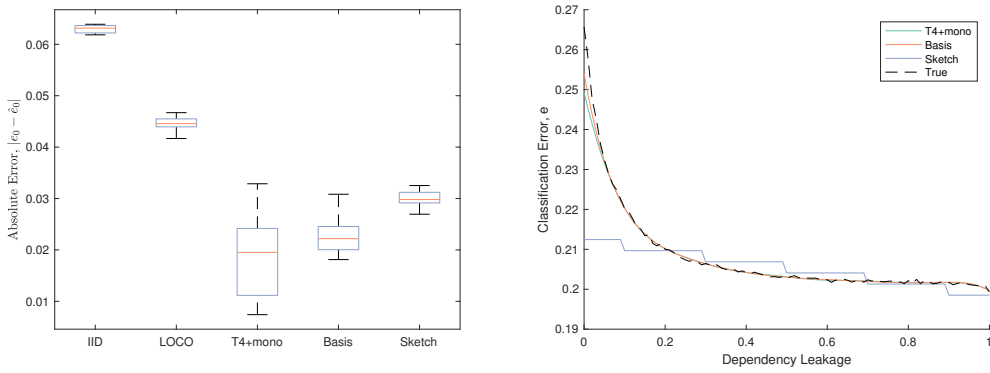 Absolute Error, |e₀ − ê₀|
0.06
0.05
0.04
0.03
0.02
0.01
IID
LOCO
T4+mono
Basis
Sketch
Classification Error, e
0.27
0.26
0.25
0.24
0.23
0.22
0.21
0.2
0.19
T4+mono
Basis
Sketch
True
0
0.2
0.4
0.6
0.8
1
Dependency Leakage